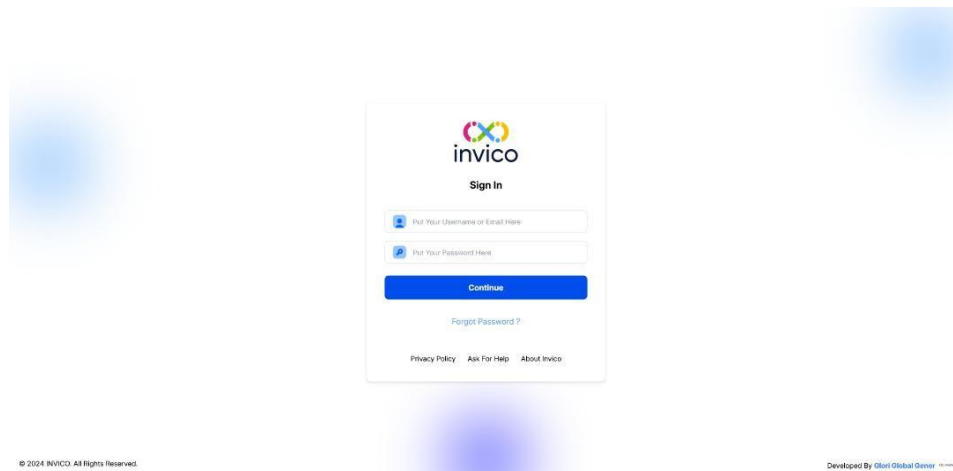 invico
Sign In
Put Your Username or Email Here
Put Your Password Here
Continue
Forgot Password ?
Privacy Policy Ask For Help About Invico
© 2024 INVICO. All Rights Reserved.
Developed By Glori Global Gener